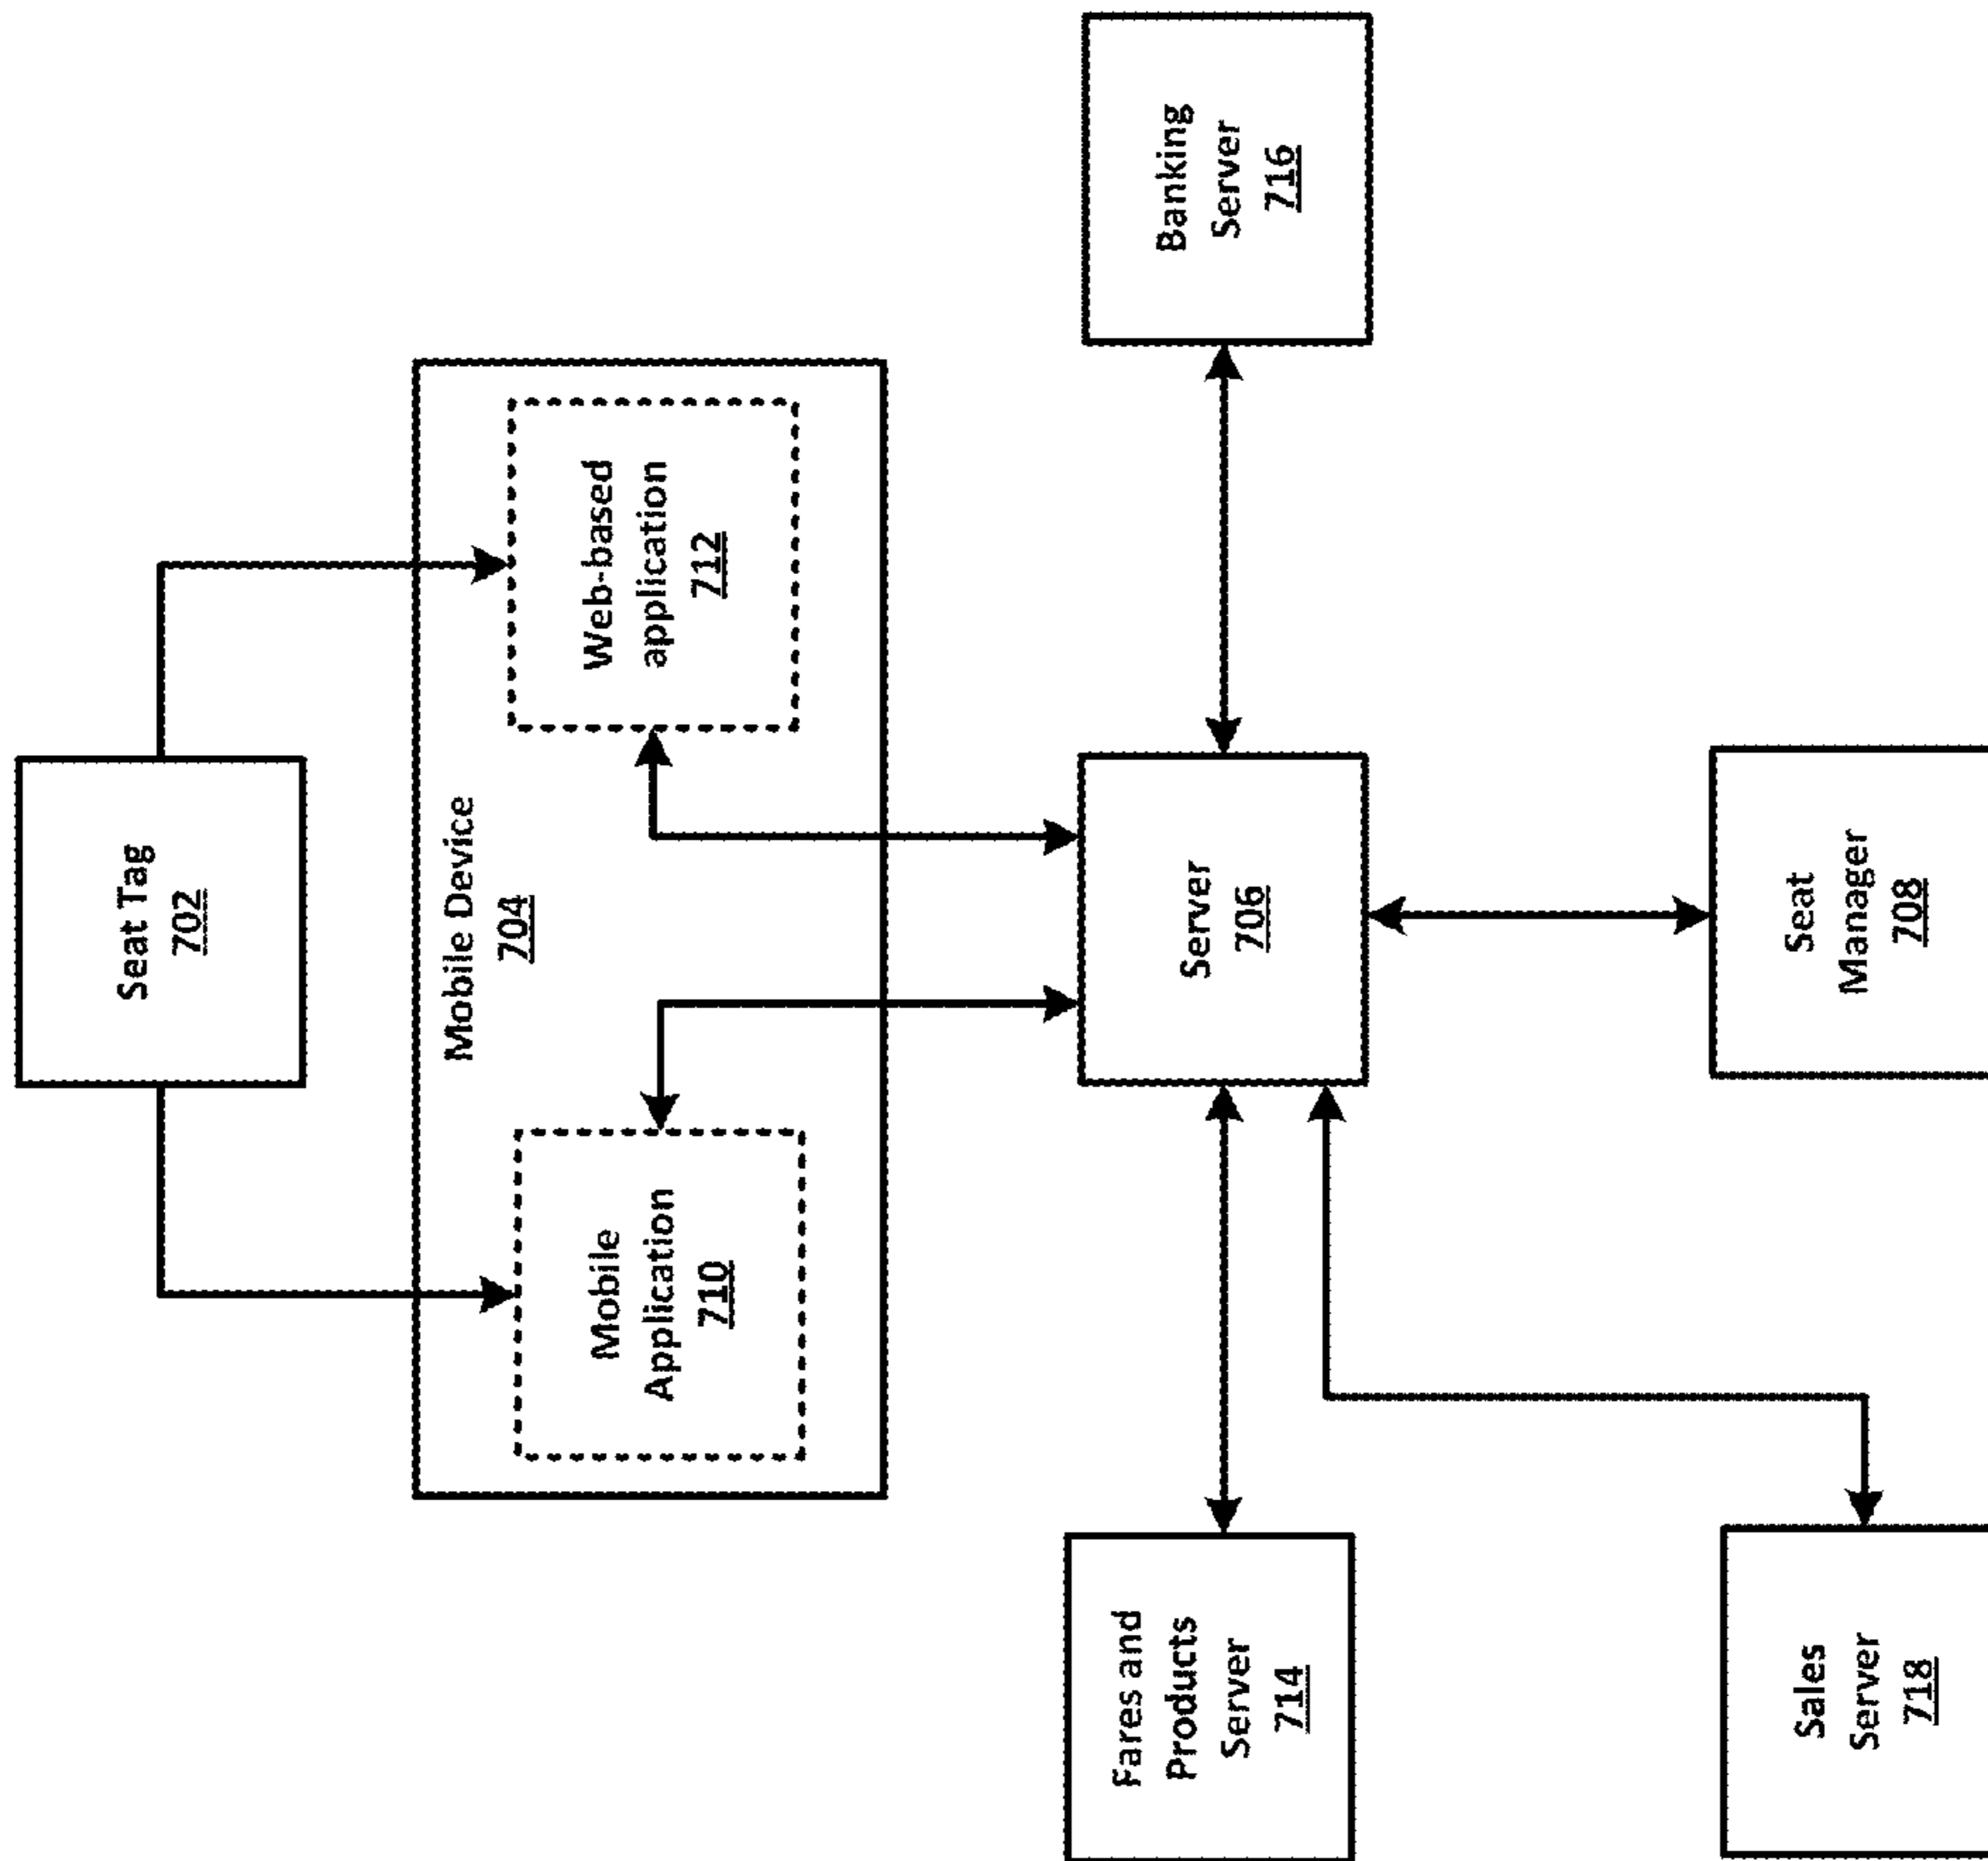 Seat Tag
702
Mobile Device
704
Mobile
Application
710
Web-based
application
712
Fares and
Products
Server
714
Server
706
Banking
Server
716
Sales
Server
718
Seat
Manager
708